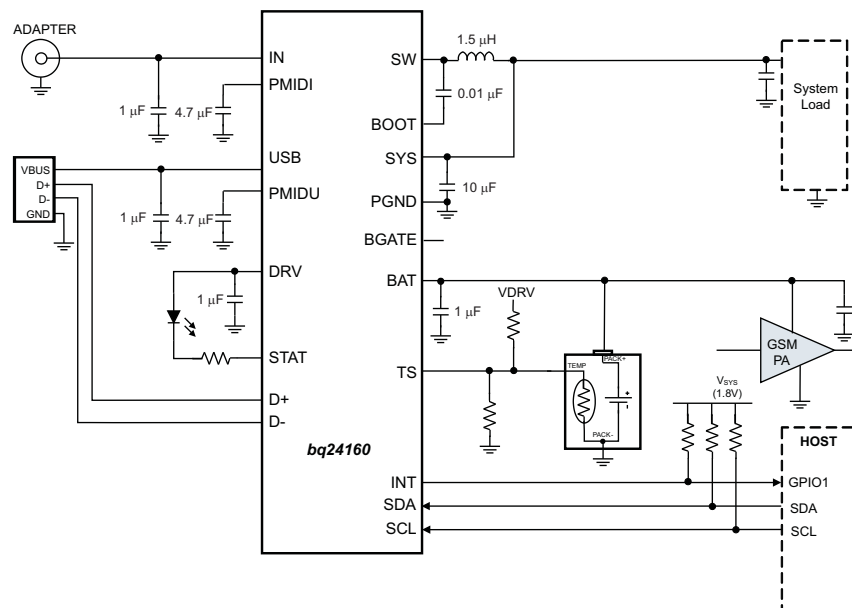 ADAPTER
IN
PMIDI
1 μF
4.7 μF
VBUS
D+
D-
GND
USB
PMIDU
1 μF
4.7 μF
DRV
1 μF
STAT
D+
D-
bq24160
SW
1.5 μH
0.01 μF
BOOT
SYS
10 μF
PGND
BGATE
BAT
1 μF
VDRV
TS
TEMP
PACK+
+
-
PACK-
INT
SDA
SCL
System
Load
GSM
PA
VSYS
(1.8V)
HOST
GPIO1
SDA
SCL